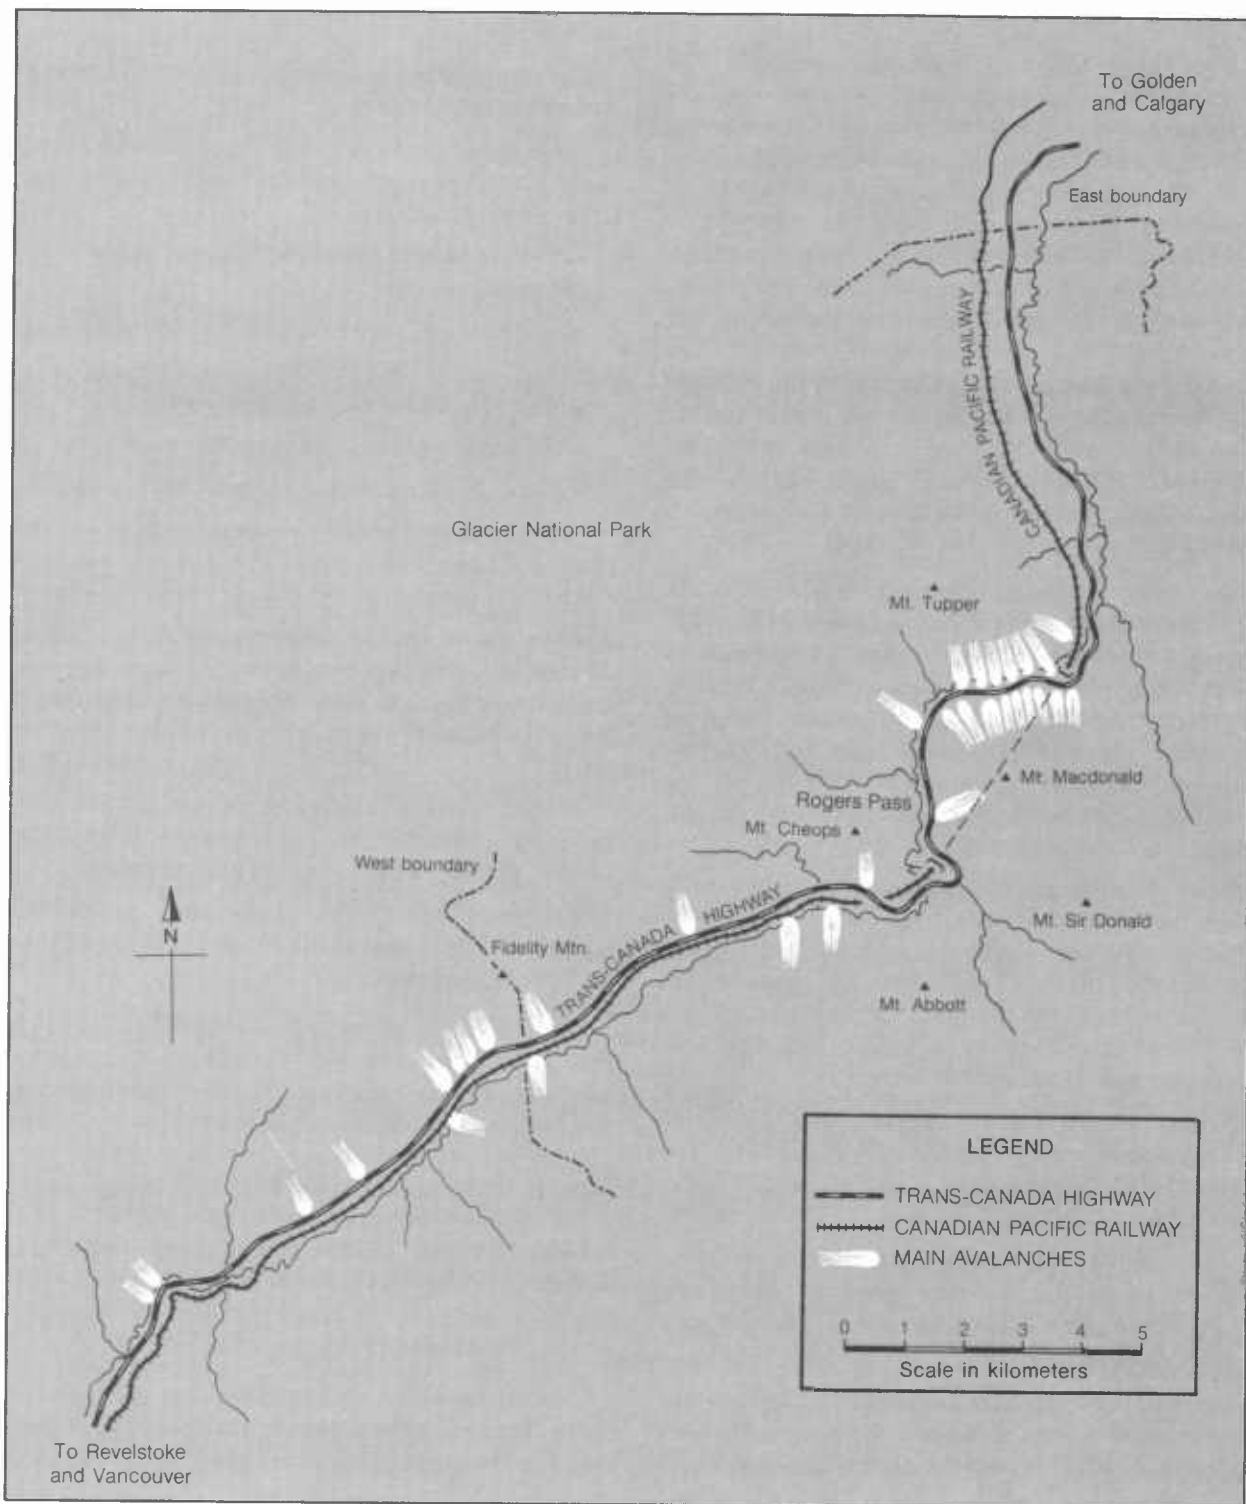 To Golden
and Calgary
East boundary
CANADIAN PACIFIC RAILWAY
Glacier National Park
Mt. Tupper
Mt. Macdonald
Rogers Pass
Mt. Cheops
West boundary
TRANS-CANADA HIGHWAY
Mt. Sir Donald
N
Fidelity Mtn.
Mt. Abbott
LEGEND
TRANS-CANADA HIGHWAY
CANADIAN PACIFIC RAILWAY
MAIN AVALANCHES
0 1 2 3 4 5
Scale in kilometers
To Revelstoke
and Vancouver